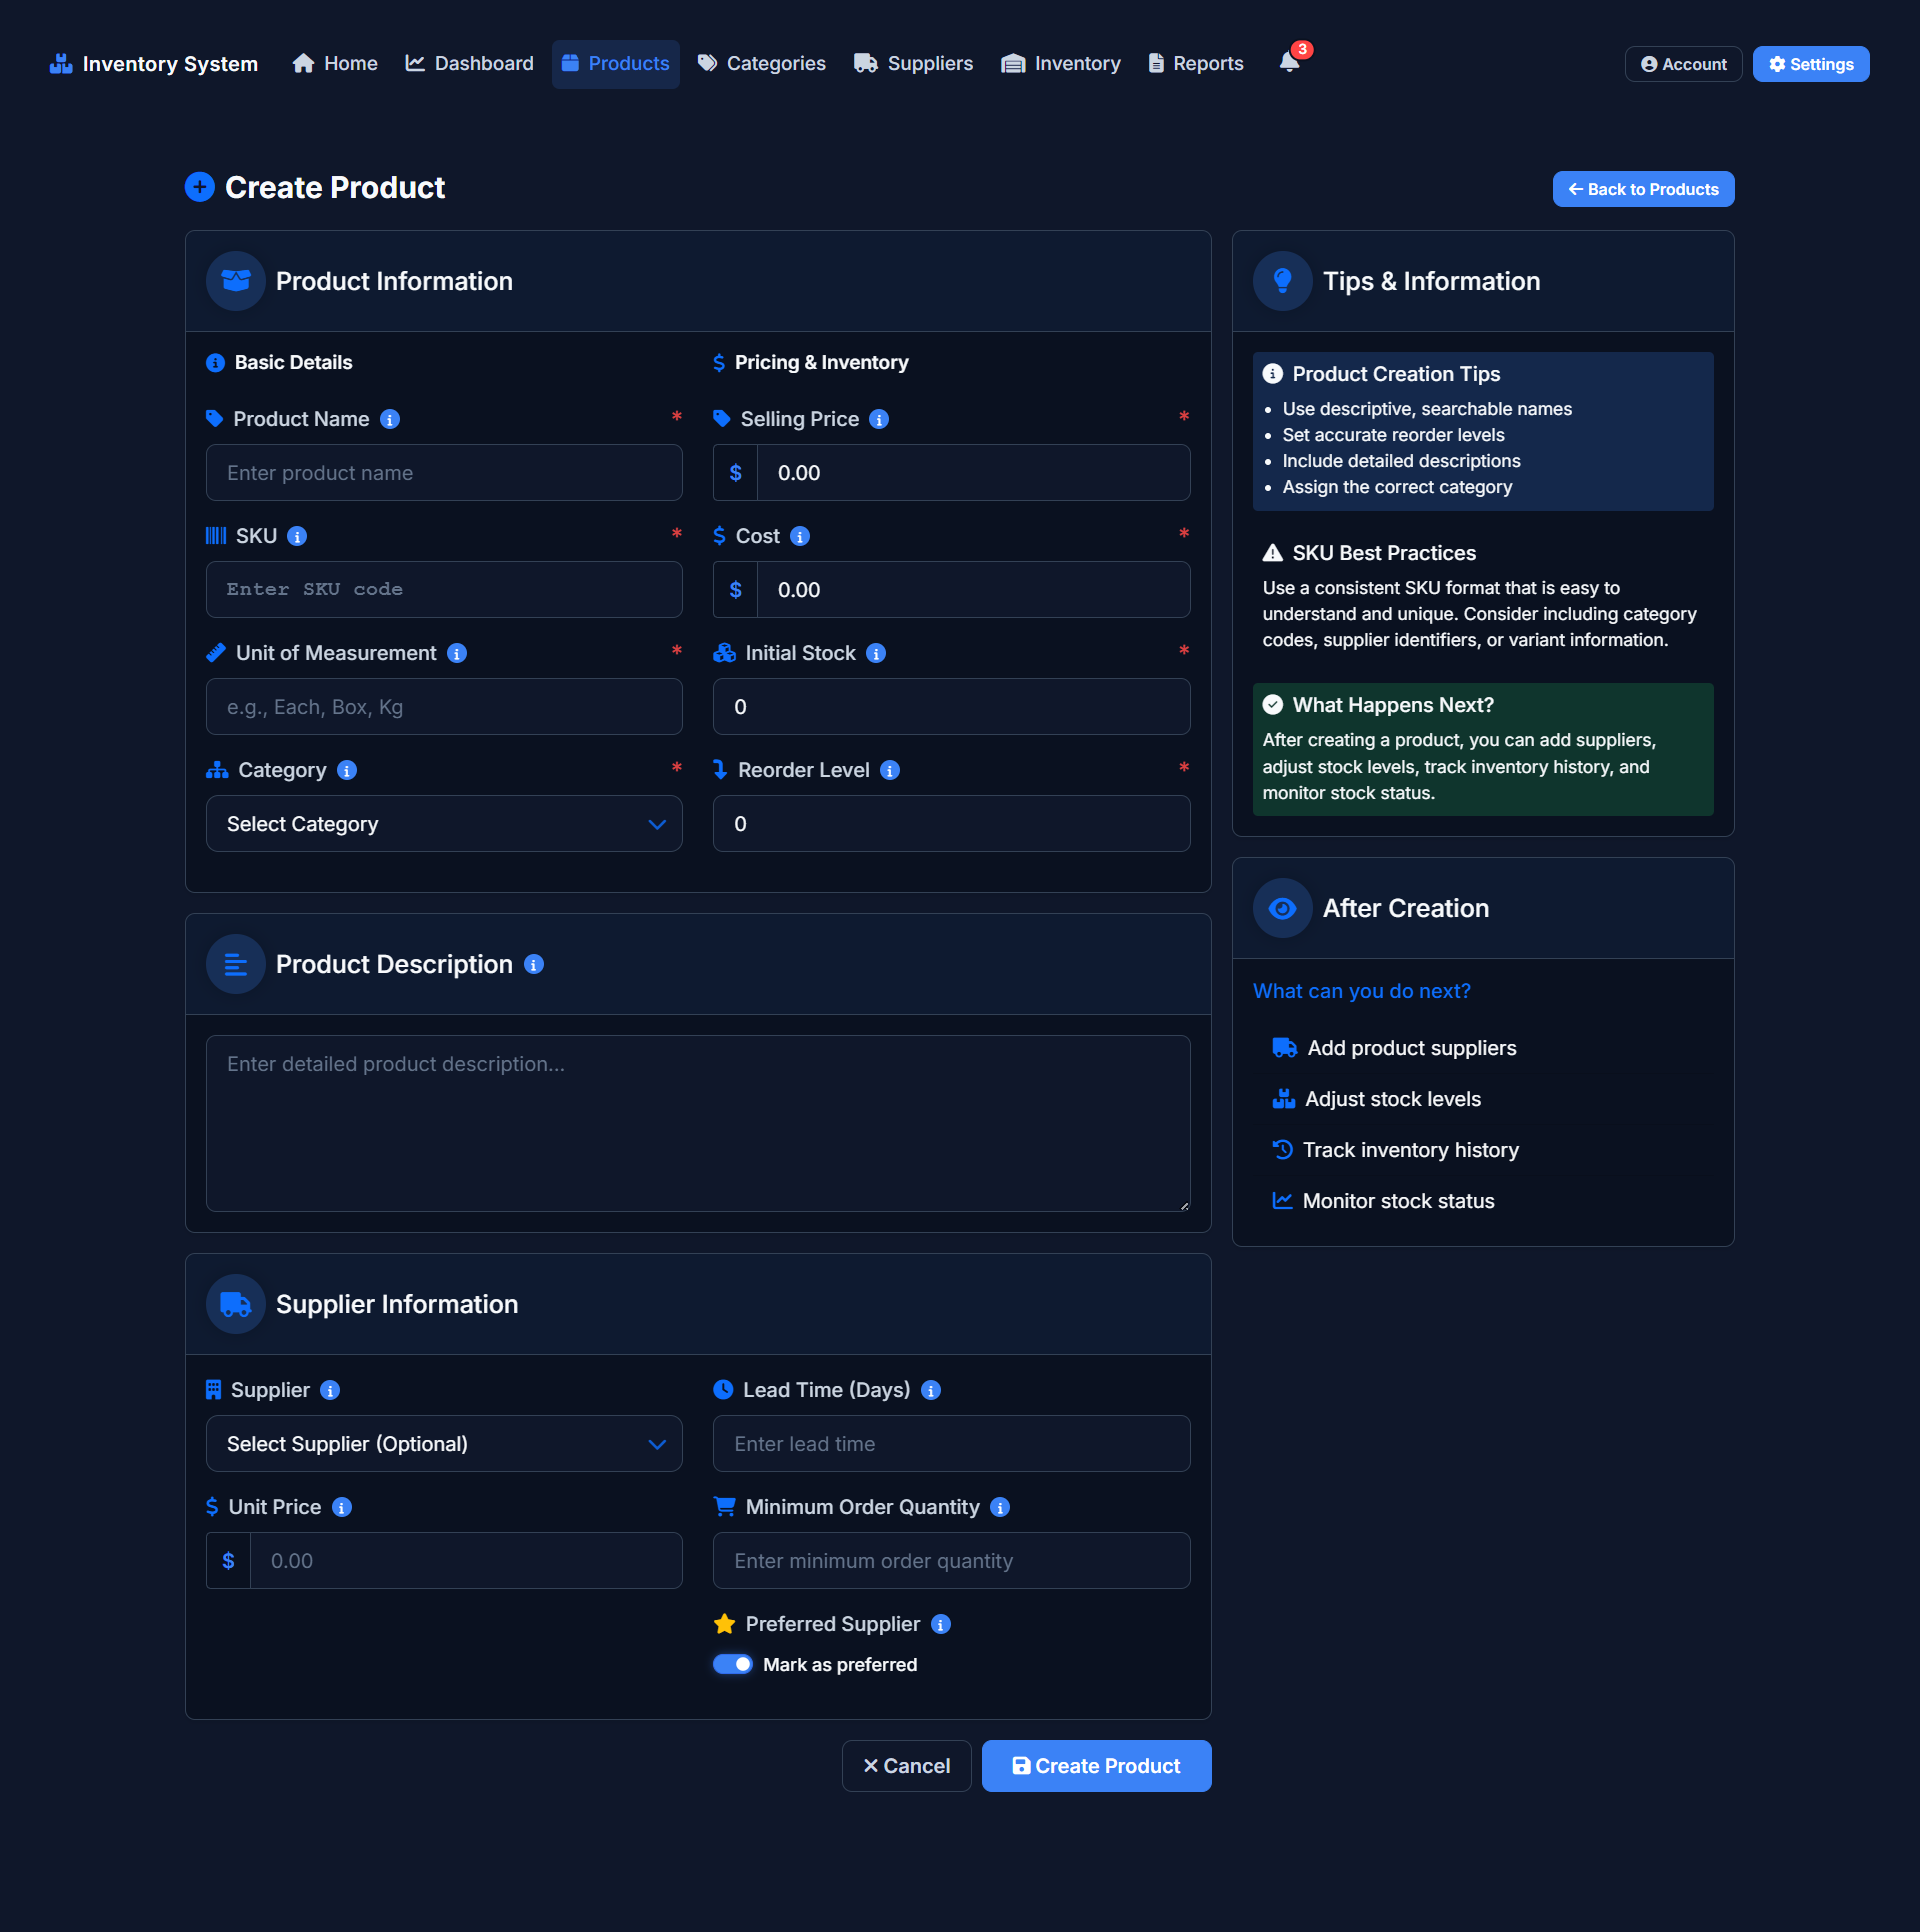 Inventory System
Home
Dashboard
Products
Categories
Suppliers
Inventory
Reports
3
Account
Settings
Create Product
Back to Products
Product Information
Basic Details
Product Name *
Enter product name
SKU *
Enter SKU code
Unit of Measurement *
e.g., Each, Box, Kg
Category *
Select Category
$ Pricing & Inventory
Selling Price *
$ 0.00
$ Cost *
$ 0.00
Initial Stock *
0
Reorder Level *
0
Product Description
Enter detailed product description...
Supplier Information
Supplier
Select Supplier (Optional)
$ Unit Price
$ 0.00
Lead Time (Days)
Enter lead time
Minimum Order Quantity
Enter minimum order quantity
Preferred Supplier
Mark as preferred
Cancel
Create Product
Tips & Information
Product Creation Tips
• Use descriptive, searchable names
• Set accurate reorder levels
• Include detailed descriptions
• Assign the correct category
SKU Best Practices
Use a consistent SKU format that is easy to
understand and unique. Consider including category
codes, supplier identifiers, or variant information.
What Happens Next?
After creating a product, you can add suppliers,
adjust stock levels, track inventory history, and
monitor stock status.
After Creation
What can you do next?
Add product suppliers
Adjust stock levels
Track inventory history
Monitor stock status